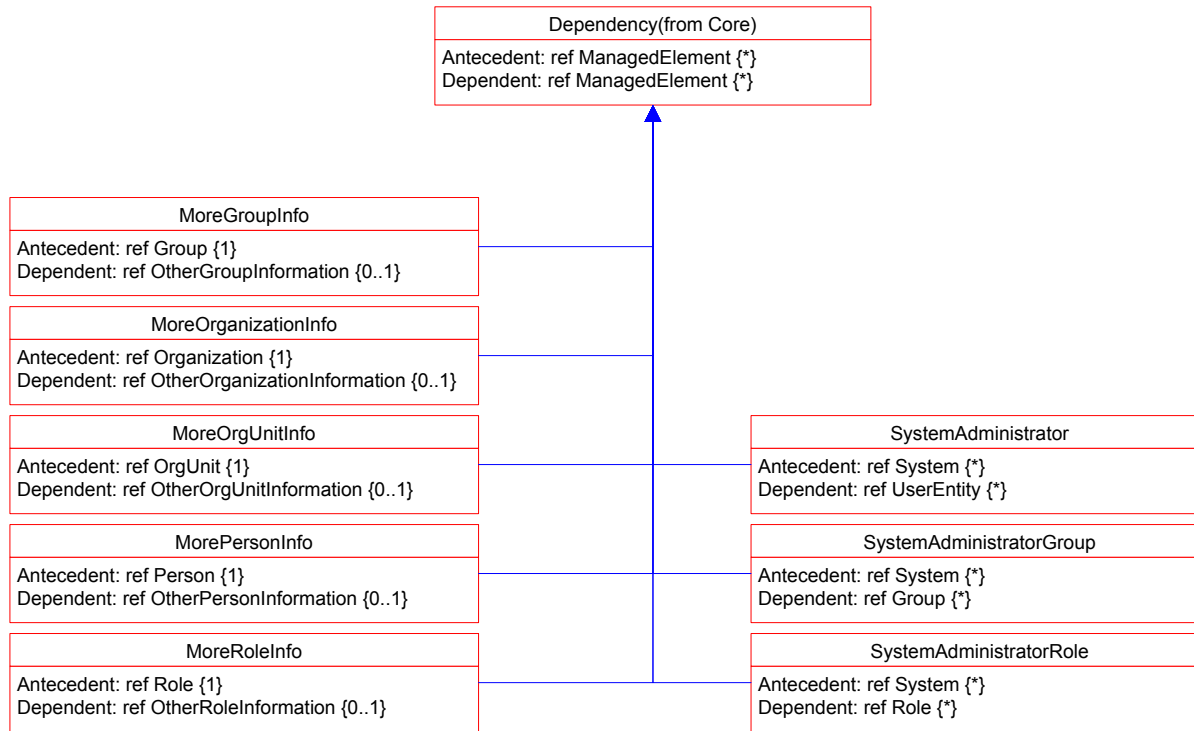 Dependency(from Core)
Antecedent: ref ManagedElement {*}
Dependent: ref ManagedElement {*}
MoreGroupInfo
Antecedent: ref Group {1}
Dependent: ref OtherGroupInformation {0..1}
MoreOrganizationInfo
Antecedent: ref Organization {1}
Dependent: ref OtherOrganizationInformation {0..1}
MoreOrgUnitInfo
Antecedent: ref OrgUnit {1}
Dependent: ref OtherOrgUnitInformation {0..1}
SystemAdministrator
Antecedent: ref System {*}
Dependent: ref UserEntity {*}
MorePersonInfo
Antecedent: ref Person {1}
Dependent: ref OtherPersonInformation {0..1}
SystemAdministratorGroup
Antecedent: ref System {*}
Dependent: ref Group {*}
MoreRoleInfo
Antecedent: ref Role {1}
Dependent: ref OtherRoleInformation {0..1}
SystemAdministratorRole
Antecedent: ref System {*}
Dependent: ref Role {*}